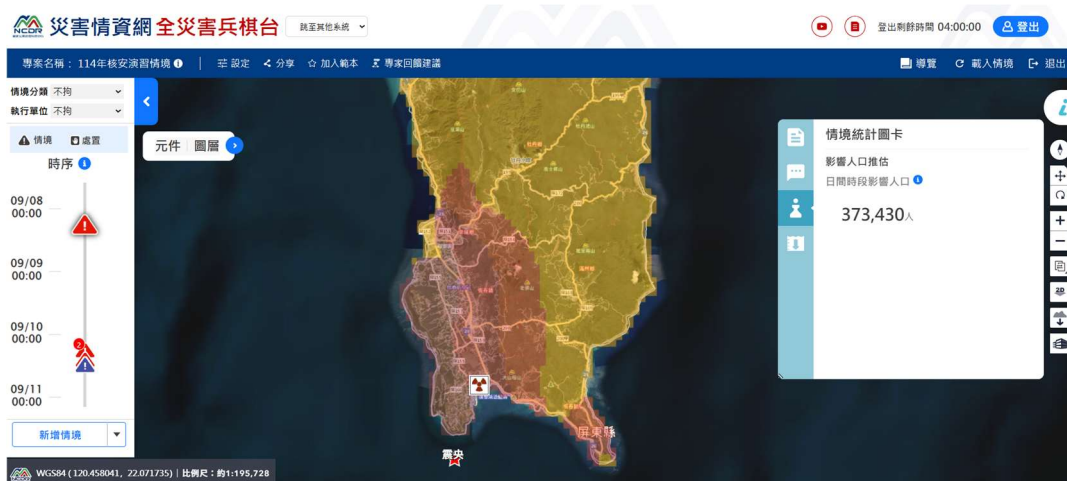 NCDR 災害情資網 全災害兵棋台 跳至其他系統
登出剩餘時間 04:00:00 登出
專案名稱：114年核安演習情境 設定 分享 加入範本 專家回饋建議
導覽 載入情境 退出
情境分類 不拘
執行單位 不拘
情境 處置
時序
09/08
00:00
09/09
00:00
09/10
00:00
2
09/11
00:00
新增情境
元件 圖層
情境統計圖卡
影響人口推估
日間時段影響人口
373,430人
2D
屏東縣
震央
WGS84 ( 120.458041, 22.071735) | 比例尺：約1:195,728